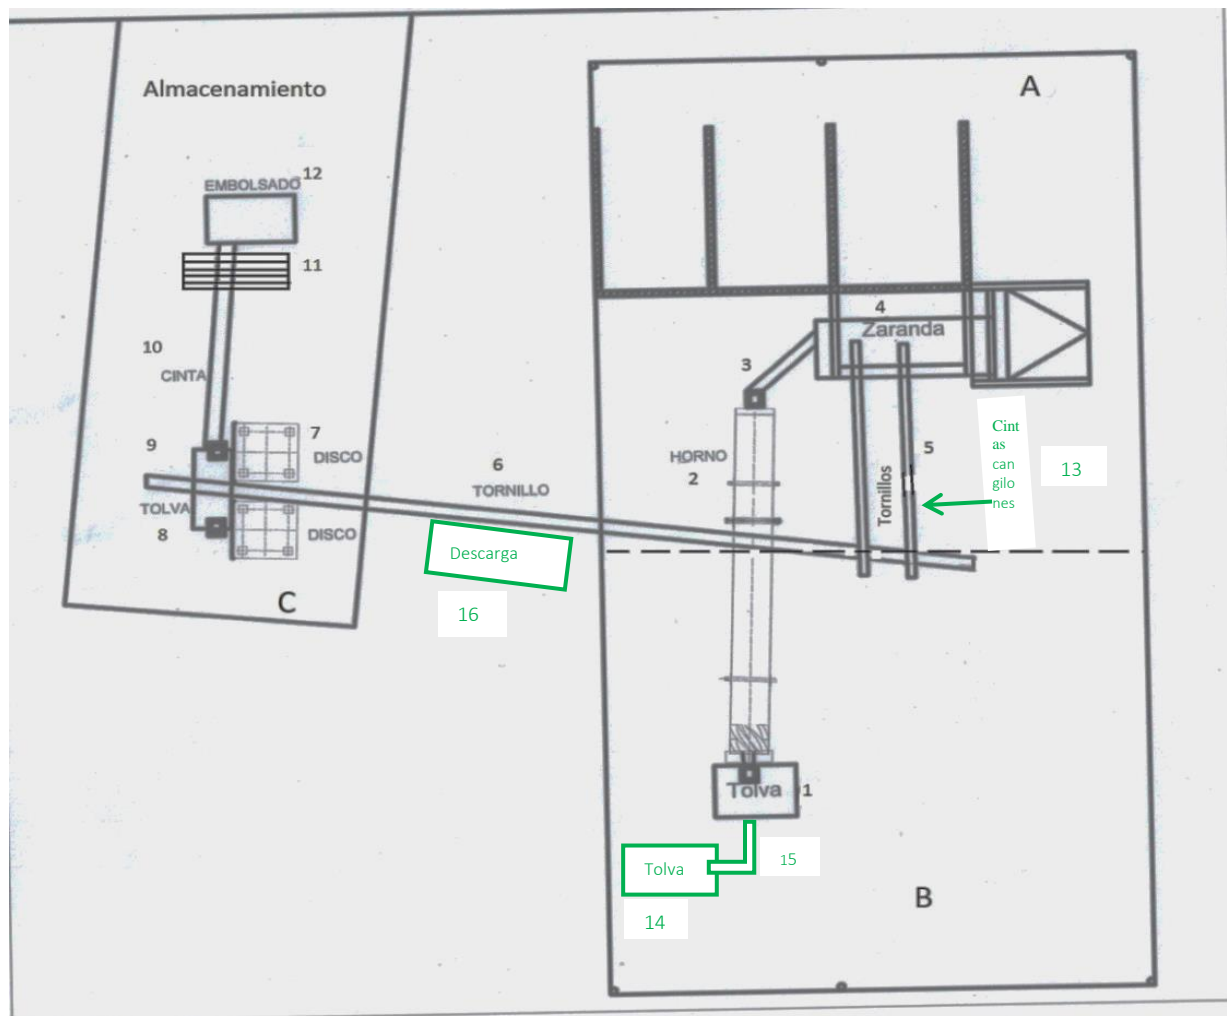 A
Almacenamiento
12
EMBOLSADO
11
4
Zaranda
10
3
CINTA
Cint
as
can
gilo
nes
13
7
9
DISCO
HORNO
5
6
2
TORNILLO
Tornillos
TOLVA
8
DISCO
Descarga
C
16
Tolva
1
15
Tolva
B
14